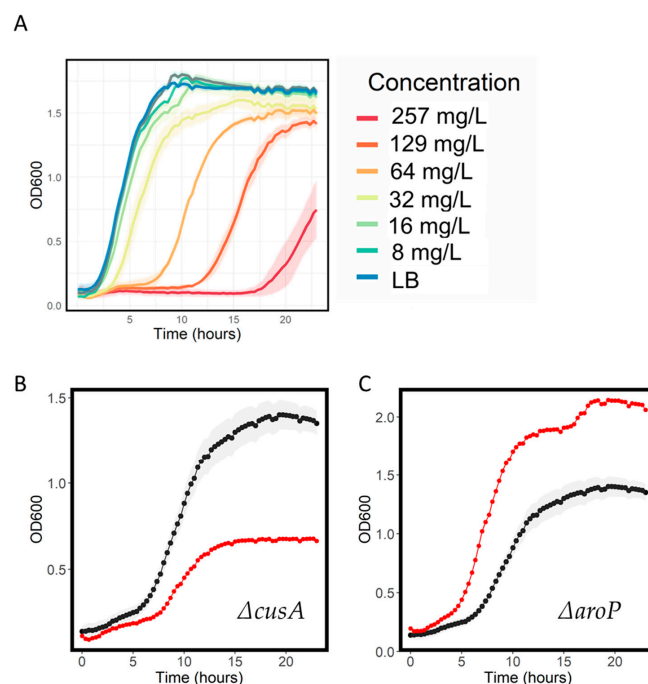 A
Concentration
257 mg/L
129 mg/L
64 mg/L
32 mg/L
16 mg/L
8 mg/L
LB
OD600
1.5
1.0
0.5
0.0
5
10
15
20
Time (hours)
B
OD600
1.5
1.0
0.5
ΔcusA
0
5
10
15
20
Time (hours)
C
OD600
2.0
1.5
1.0
0.5
0
ΔaroP
0
5
10
15
20
Time (hours)